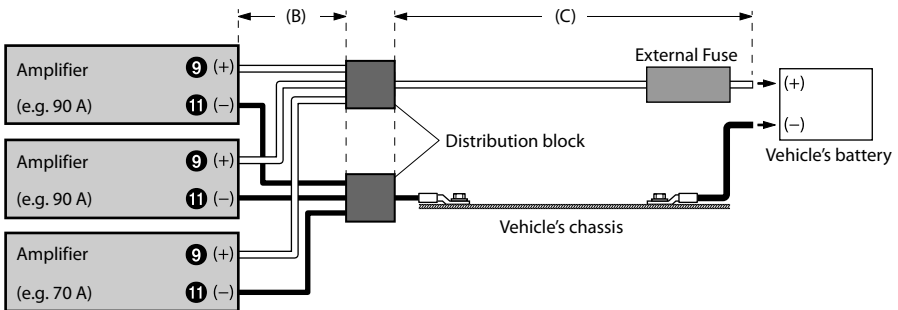 (B)
(C)
Amplifier
(e.g. 90 A)
9 (+)
11 (−)
External Fuse
(+)
(−)
Vehicle's battery
Distribution block
Amplifier
(e.g. 90 A)
9 (+)
11 (−)
Vehicle's chassis
Amplifier
(e.g. 70 A)
9 (+)
11 (−)